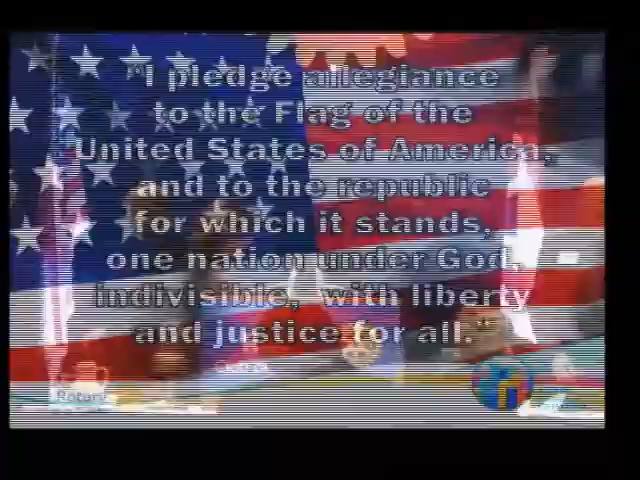 "I pledge allegiance
to the Flag of the
United States of America,
and to the republic
for which it stands,
one nation under God,
indivisible, with liberty
and justice for all."
Rotary